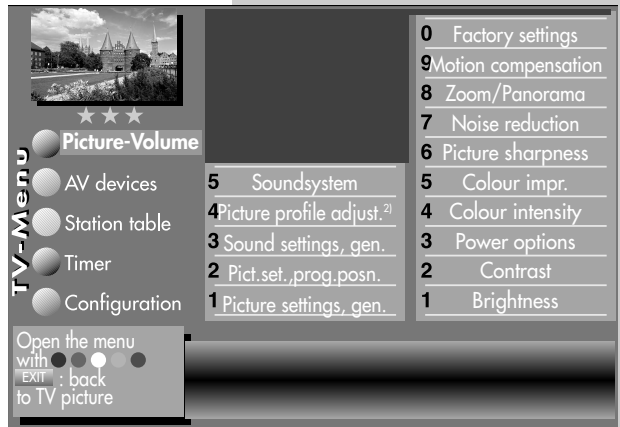 TV-Menu
Picture-Volume
AV devices
Station table
Timer
Configuration
5 Soundsystem
4 Picture profile adjust.2)
3 Sound settings, gen.
2 Pict.set.,prog.posn.
1 Picture settings, gen.
0 Factory settings
9 Motion compensation
8 Zoom/Panorama
7 Noise reduction
6 Picture sharpness
5 Colour impr.
4 Colour intensity
3 Power options
2 Contrast
1 Brightness
Open the menu
with
EXIT : back
to TV picture